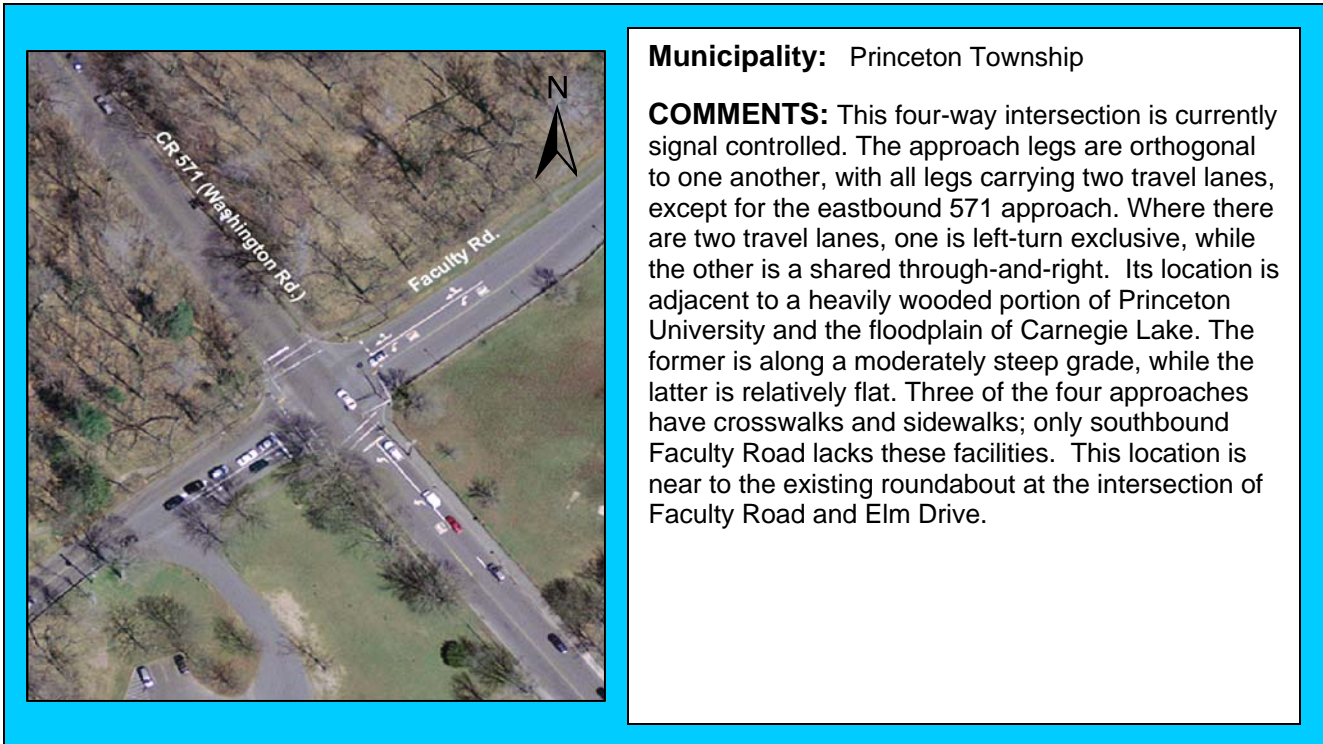 N
CR 571 (Washington Rd.)
Faculty Rd.
Municipality: Princeton Township
COMMENTS: This four-way intersection is currently
signal controlled. The approach legs are orthogonal
to one another, with all legs carrying two travel lanes,
except for the eastbound 571 approach. Where there
are two travel lanes, one is left-turn exclusive, while
the other is a shared through-and-right. Its location is
adjacent to a heavily wooded portion of Princeton
University and the floodplain of Carnegie Lake. The
former is along a moderately steep grade, while the
latter is relatively flat. Three of the four approaches
have crosswalks and sidewalks; only southbound
Faculty Road lacks these facilities. This location is
near to the existing roundabout at the intersection of
Faculty Road and Elm Drive.